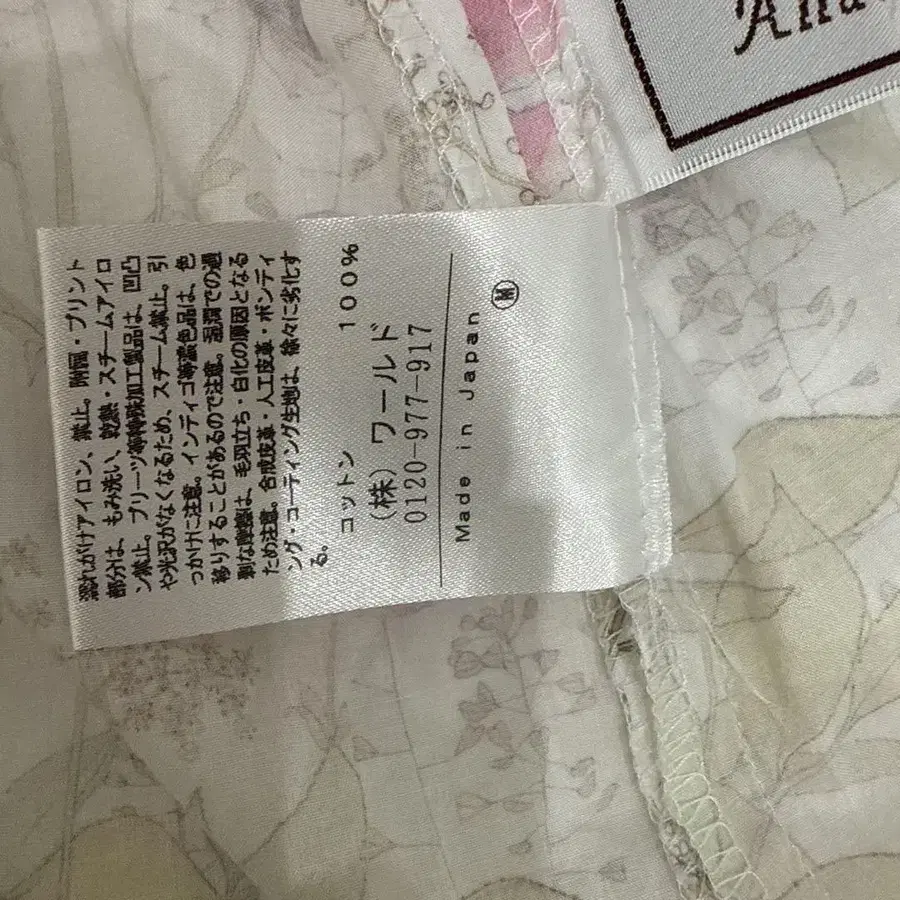 濡れがけアイロン、禁止。附属・プリント
部分は、もみ洗い、乾熱・スチームアイロ
ン禁止。プリーツ等特殊加工製品は、凹凸
や光沢がなくなるため、スチーム禁止。引
っかけに注意。インディゴ等濃色品は、色
移りすることがあるので注意。湿潤での過
剰な摩擦は、毛羽立ち・白化の原因となる
ため注意。合成皮革・人工皮革・ボンディ
ング・コーティング生地は、徐々に劣化す
る。
コットン 100%
(株)ワールド
0120-977-917
Made in Japan Ⓜ